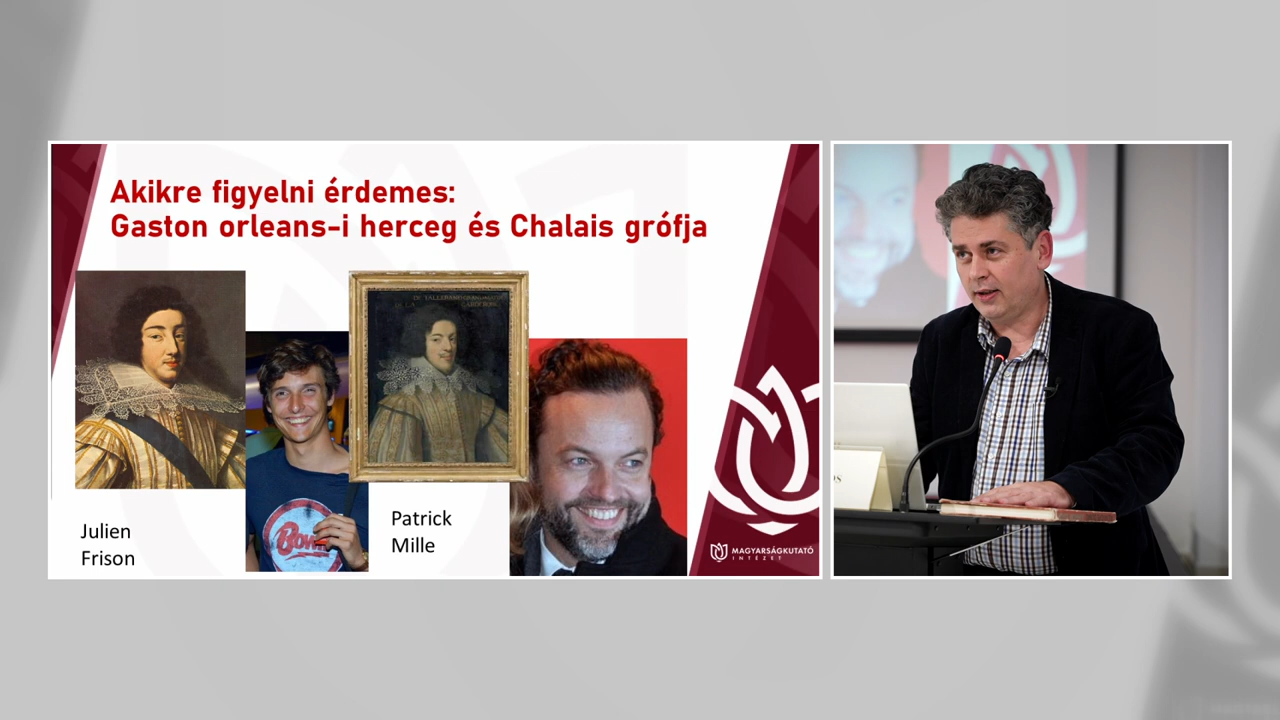 Akikre figyelni érdemes:
Gaston orleans-i herceg és Chalais grófja
Julien
Frison
Patrick
Mille
MAGYARSÁGKUTATÓ
INTÉZET